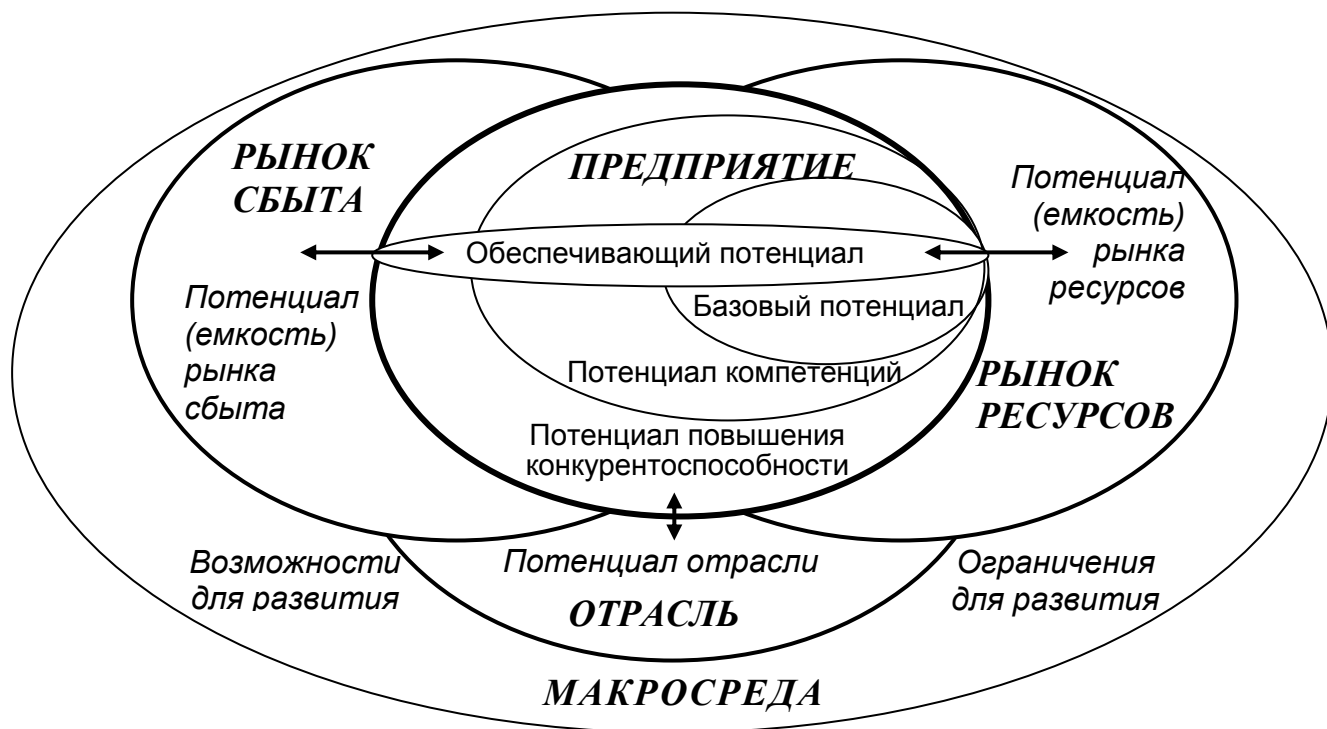 РЫНОК
СБЫТА
ПРЕДПРИЯТИЕ
Потенциал
(емкость)
рынка
ресурсов
Обеспечивающий потенциал
Потенциал
(емкость)
рынка
сбыта
Базовый потенциал
Потенциал компетенций
РЫНОК
РЕСУРСОВ
Потенциал повышения
конкурентоспособности
Возможности
для развития
Потенциал отрасли
Ограничения
для развития
ОТРАСЛЬ
МАКРОСРЕДА